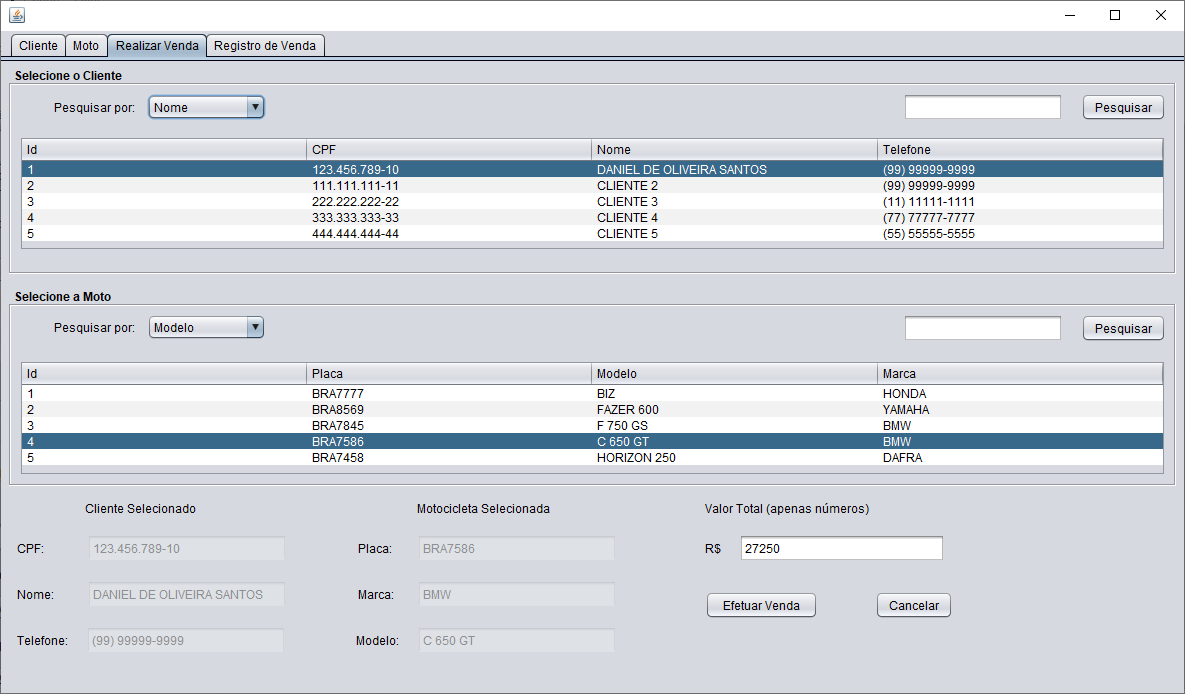 Cliente Moto Realizar Venda Registro de Venda
Selecione o Cliente
Pesquisar por: Nome Pesquisar
Id CPF Nome Telefone
1 123.456.789-10 DANIEL DE OLIVEIRA SANTOS (99) 99999-9999
2 111.111.111-11 CLIENTE 2 (99) 99999-9999
3 222.222.222-22 CLIENTE 3 (11) 11111-1111
4 333.333.333-33 CLIENTE 4 (77) 77777-7777
5 444.444.444-44 CLIENTE 5 (55) 55555-5555
Selecione a Moto
Pesquisar por: Modelo Pesquisar
Id Placa Modelo Marca
1 BRA7777 BIZ HONDA
2 BRA8569 FAZER 600 YAMAHA
3 BRA7845 F 750 GS BMW
4 BRA7586 C 650 GT BMW
5 BRA7458 HORIZON 250 DAFRA
Cliente Selecionado Motocicleta Selecionada Valor Total (apenas números)
CPF: 123.456.789-10 Placa: BRA7586 R$ 27250
Nome: DANIEL DE OLIVEIRA SANTOS Marca: BMW Efetuar Venda Cancelar
Telefone: (99) 99999-9999 Modelo: C 650 GT